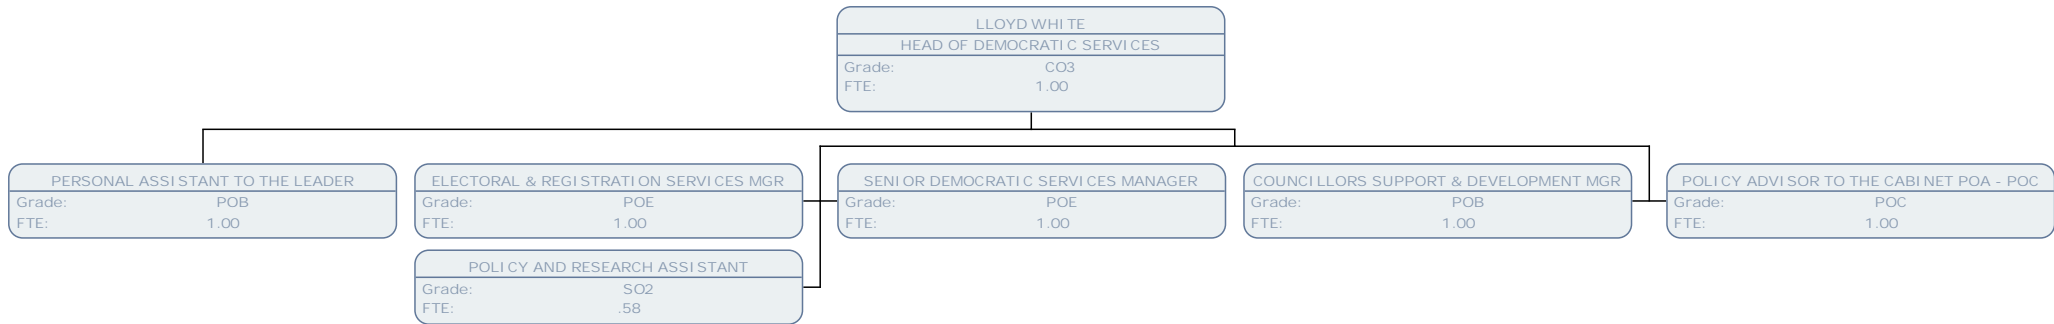 LLOYD WHITE
HEAD OF DEMOCRATIC SERVICES
Grade: CO3
FTE: 1.00
PERSONAL ASSISTANT TO THE LEADER
Grade: POB
FTE: 1.00
ELECTORAL & REGISTRATION SERVICES MGR
Grade: POE
FTE: 1.00
SENIOR DEMOCRATIC SERVICES MANAGER
Grade: POE
FTE: 1.00
COUNCILLORS SUPPORT & DEVELOPMENT MGR
Grade: POB
FTE: 1.00
POLICY ADVISOR TO THE CABINET POA - POC
Grade: POC
FTE: 1.00
POLICY AND RESEARCH ASSISTANT
Grade: SO2
FTE: .58